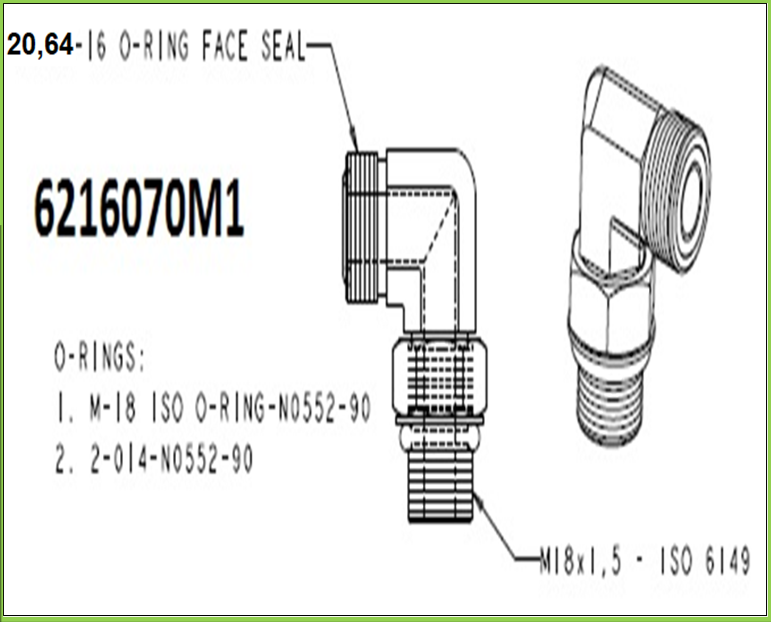 20,64-16 O-RING FACE SEAL
6216070M1
O-RINGS:
1. M-18 ISO O-RING-N0552-90
2. 2-014-N0552-90
M18x1,5 - ISO 6149